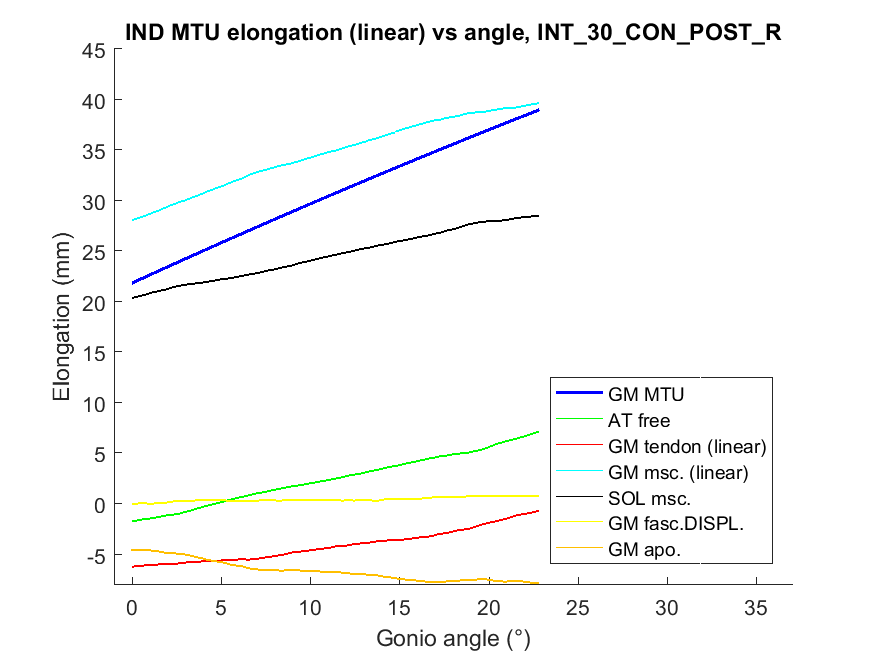 IND MTU elongation (linear) vs angle, INT_30_CON_POST_R
45
40
35
30
25
20
15
10
5
0
-5
Elongation (mm)
GM MTU
AT free
GM tendon (linear)
GM msc. (linear)
SOL msc.
GM fasc.DISPL.
GM apo.
0 5 10 15 20 25 30 35
Gonio angle (°)